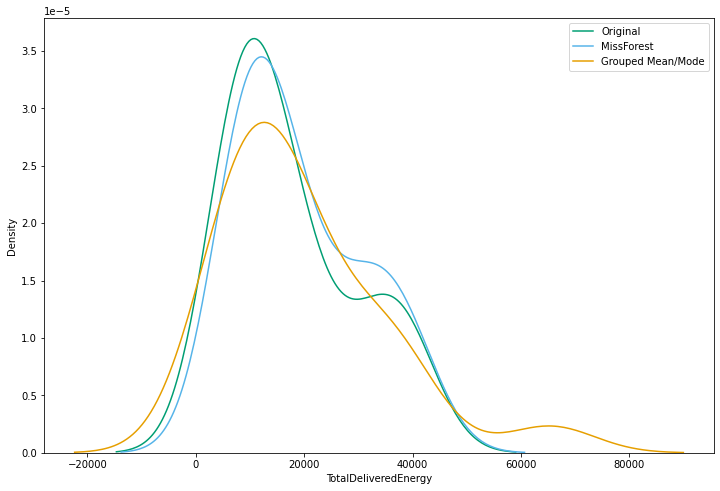 1e−5
Original
MissForest
Grouped Mean/Mode
3.5
3.0
2.5
2.0
1.5
1.0
0.5
0.0
Density
−20000 0 20000 40000 60000 80000
TotalDeliveredEnergy